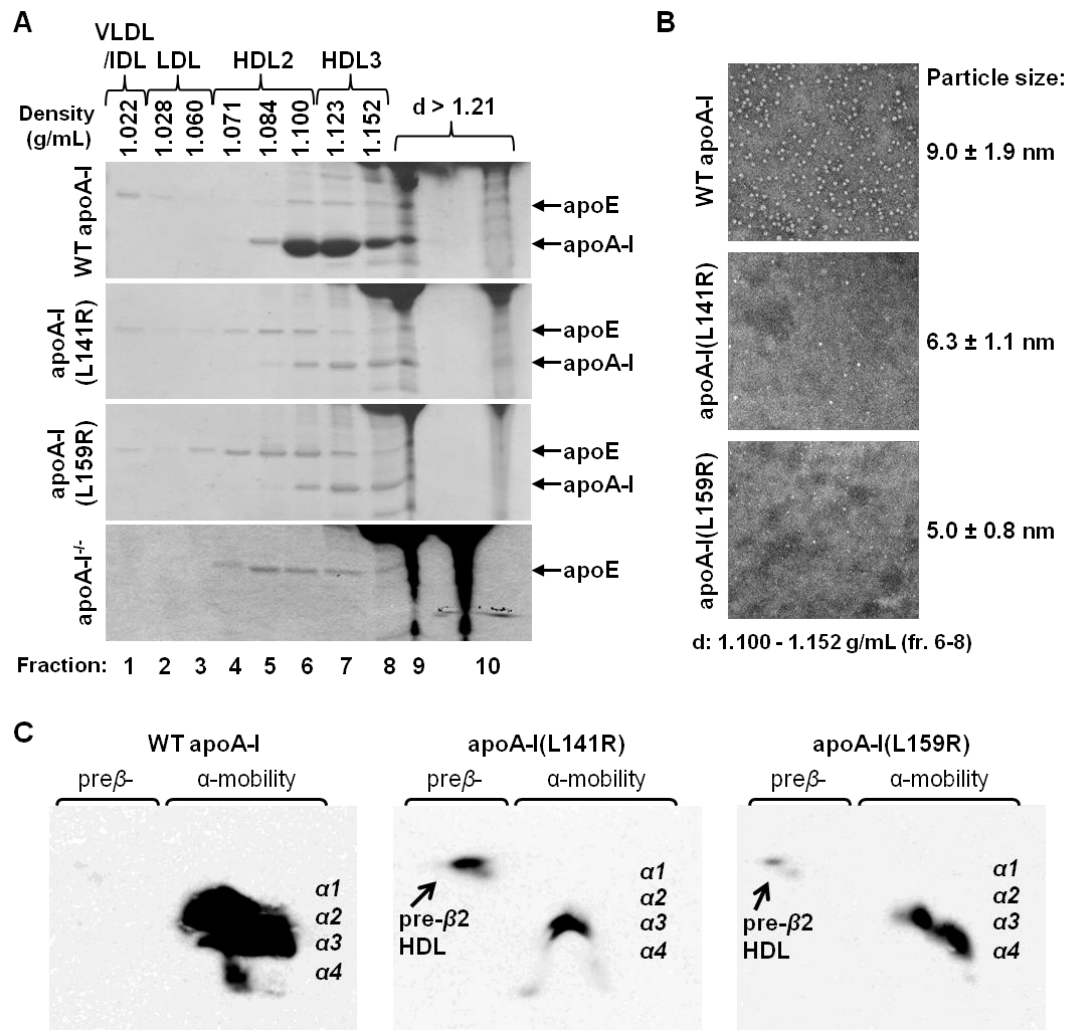 A
VLDL
/IDL LDL HDL2 HDL3
Density
(g/mL)
1.022 1.028 1.060 1.071 1.084 1.100 1.123 1.152 d > 1.21
WT apoA-I
apoE
apoA-I
apoA-I
(L141R)
apoE
apoA-I
apoA-I
(L159R)
apoE
apoA-I
apoA-I-/-
apoE
Fraction: 1 2 3 4 5 6 7 8 9 10
B
Particle size:
WT apoA-I
9.0 ± 1.9 nm
apoA-I(L141R)
6.3 ± 1.1 nm
apoA-I(L159R)
5.0 ± 0.8 nm
d: 1.100 - 1.152 g/mL (fr. 6-8)
C
WT apoA-I
preβ- α-mobility
α1
α2
α3
α4
apoA-I(L141R)
preβ- α-mobility
pre-β2
HDL
α1
α2
α3
α4
apoA-I(L159R)
preβ- α-mobility
pre-β2
HDL
α1
α2
α3
α4